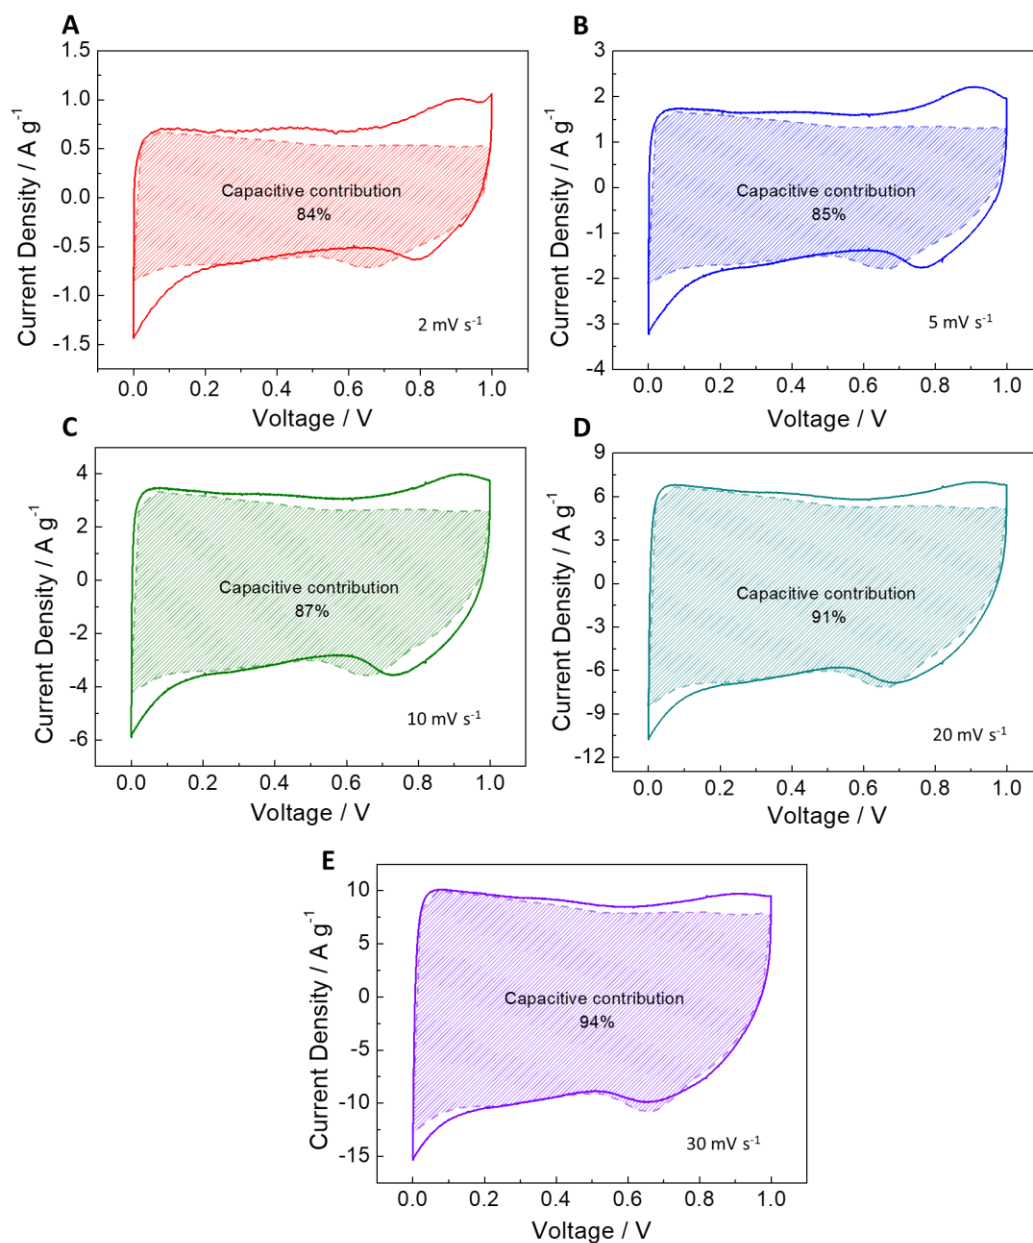 A
1.5
1.0
0.5
0.0
-0.5
-1.0
-1.5
Current Density / A g⁻¹
Capacitive contribution
84%
2 mV s⁻¹
0.0 0.2 0.4 0.6 0.8 1.0
Voltage / V
B
4
3
2
1
0
-1
-2
-3
-4
Current Density / A g⁻¹
Capacitive contribution
85%
5 mV s⁻¹
0.0 0.2 0.4 0.6 0.8 1.0
Voltage / V
C
4
2
0
-2
-4
-6
Current Density / A g⁻¹
Capacitive contribution
87%
10 mV s⁻¹
0.0 0.2 0.4 0.6 0.8 1.0
Voltage / V
D
9
6
3
0
-3
-6
-9
-12
Current Density / A g⁻¹
Capacitive contribution
91%
20 mV s⁻¹
0.0 0.2 0.4 0.6 0.8 1.0
Voltage / V
E
10
5
0
-5
-10
-15
Current Density / A g⁻¹
Capacitive contribution
94%
30 mV s⁻¹
0.0 0.2 0.4 0.6 0.8 1.0
Voltage / V